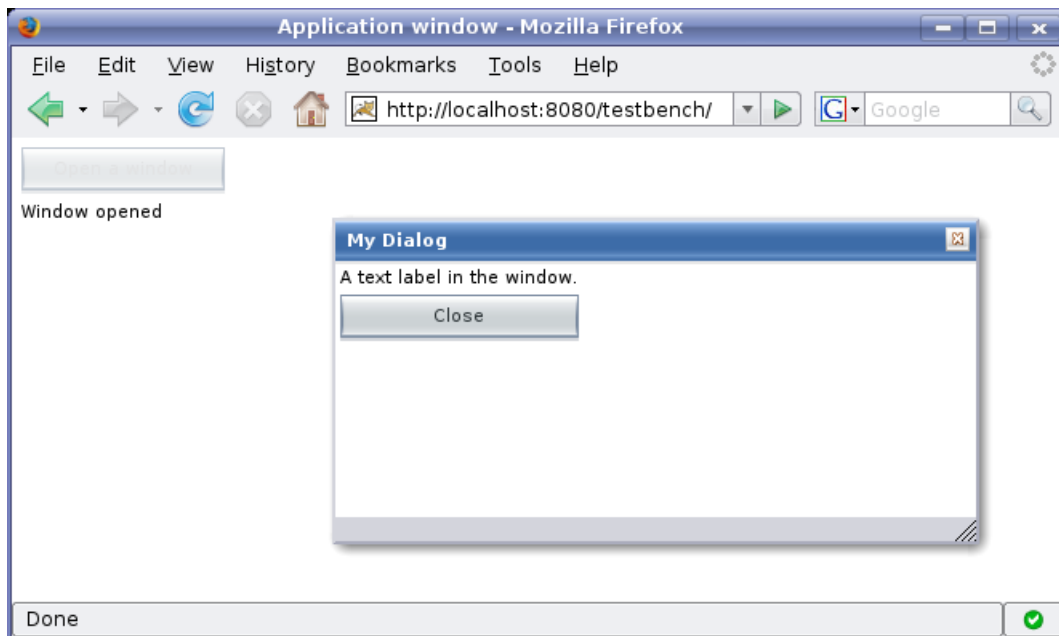 Application window - Mozilla Firefox
File Edit View History Bookmarks Tools Help
http://localhost:8080/testbench/ G Google
Open a window
Window opened
My Dialog
A text label in the window.
Close
Done